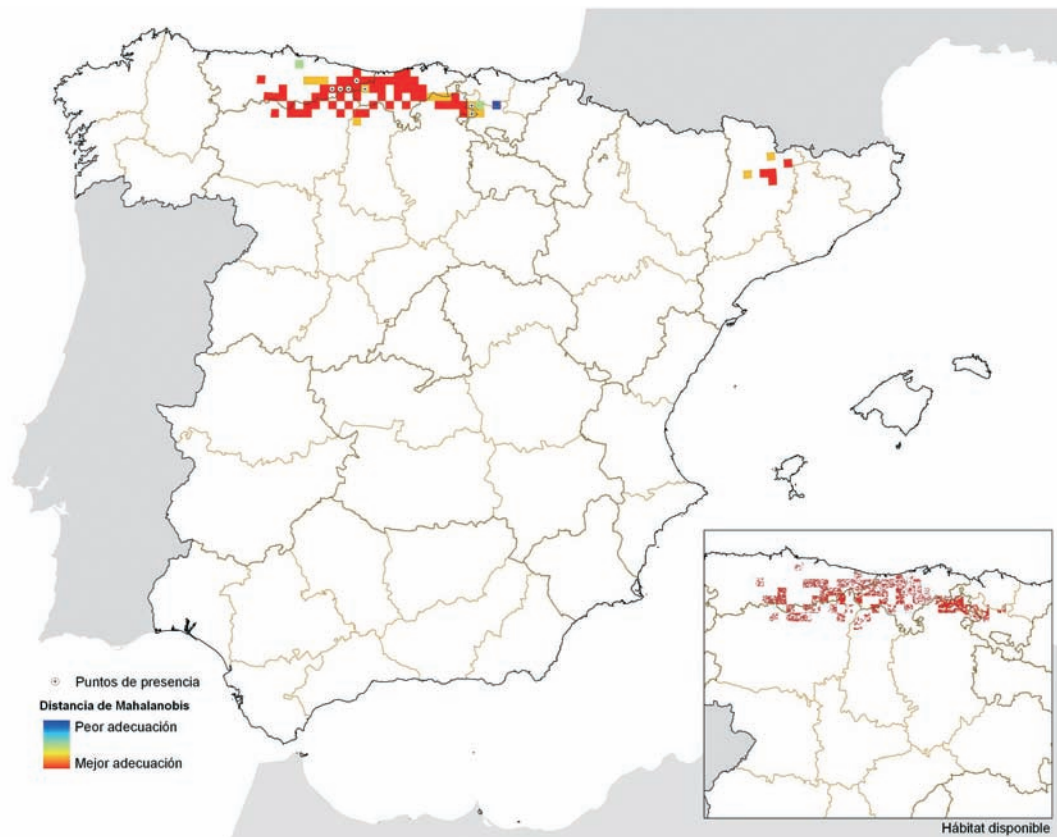 Puntos de presencia
Distancia de Mahalanobis
Peor adecuación
Mejor adecuación
Hábitat disponible